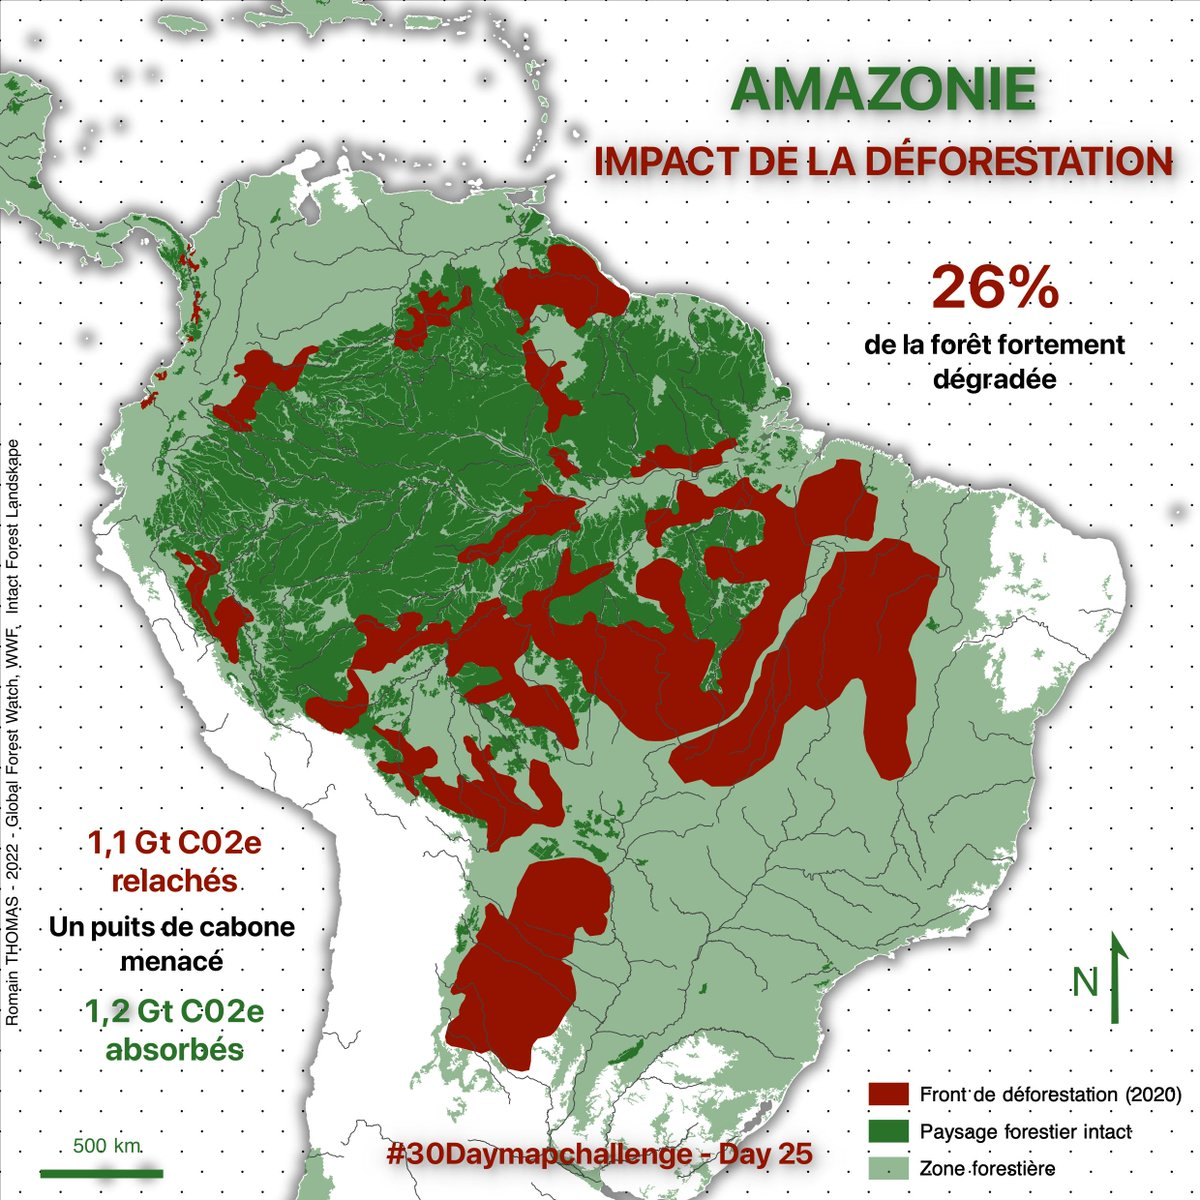 AMAZONIE
IMPACT DE LA DÉFORESTATION
26%
de la forêt fortement
dégradée
Romain THOMAS - 2022 - Global Forest Watch, WWF, Intact Forest Landskape
1,1 Gt C02e
relachés
Un puits de cabone
menacé
1,2 Gt C02e
absorbés
N
500 km
#30Daymapchallenge - Day 25
Front de déforestation (2020)
Paysage forestier intact
Zone forestière